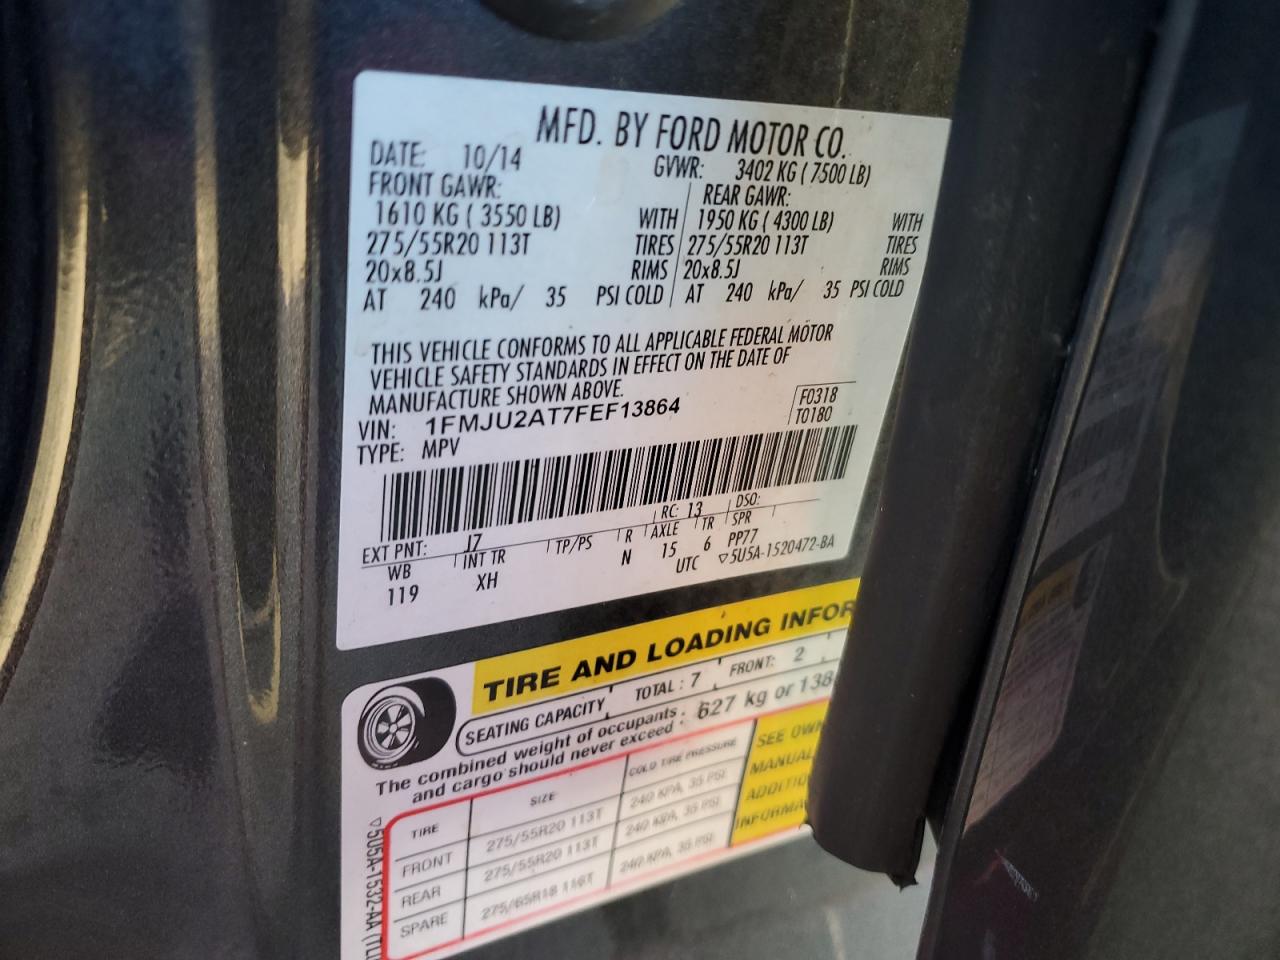 MFD. BY FORD MOTOR CO.
DATE: 10/14 GVWR: 3402 KG ( 7500 LB)
FRONT GAWR: REAR GAWR:
1610 KG ( 3550 LB) WITH 1950 KG ( 4300 LB) WITH
275/55R20 113T TIRES 275/55R20 113T TIRES
20x8.5J RIMS 20x8.5J RIMS
AT 240 kPa/ 35 PSI COLD AT 240 kPa/ 35 PSI COLD
THIS VEHICLE CONFORMS TO ALL APPLICABLE FEDERAL MOTOR
VEHICLE SAFETY STANDARDS IN EFFECT ON THE DATE OF
MANUFACTURE SHOWN ABOVE.
VIN: 1FMJU2AT7FEF13864
TYPE: MPV
F0318
T0180
EXT PNT: J7 RC: 13 DSO:
WB INT TR TP/PS R AXLE TR SPR
119 XH N 15 6 PP77
UTC ▽5U5A-1520472-BA
TIRE AND LOADING INFOR
SEATING CAPACITY TOTAL : 7 FRONT: 2
The combined weight of occupants
and cargo should never exceed : 627 kg or 138
TIRE SIZE COLD TIRE PRESSURE
FRONT 275/55R20 113T 240 KPA, 35 PSI
REAR 275/55R20 113T 240 KPA, 35 PSI
SPARE 275/65R18 116T 240 KPA, 35 PSI
SEE OWN
MANUAL
ADDITIO
INFORMA
▽5U5A-1532-AA